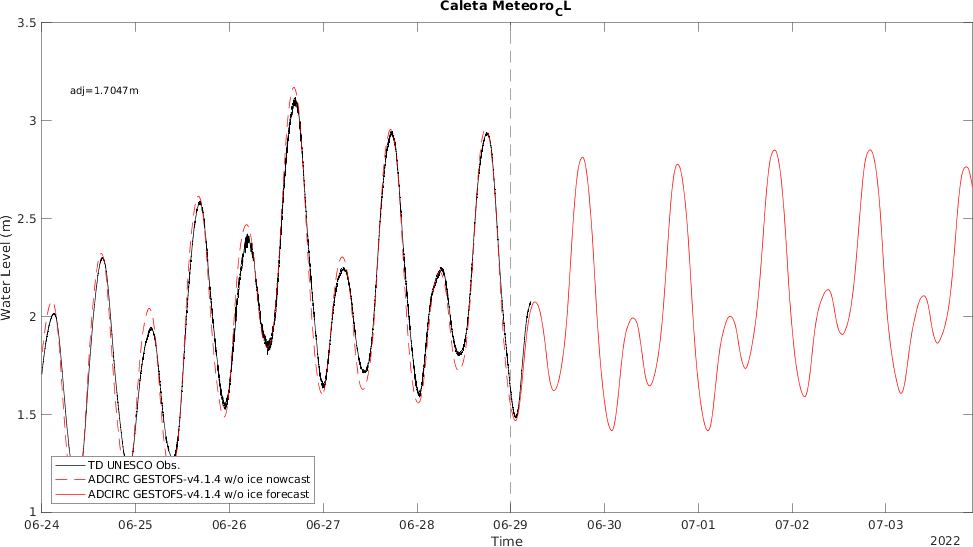 Caleta Meteoro_CL
3.5
adj=1.7047m
3
2.5
Water Level (m)
2
1.5
TD UNESCO Obs.
ADCIRC GESTOFS-v4.1.4 w/o ice nowcast
ADCIRC GESTOFS-v4.1.4 w/o ice forecast
1
06-24 06-25 06-26 06-27 06-28 06-29 06-30 07-01 07-02 07-03
Time
2022